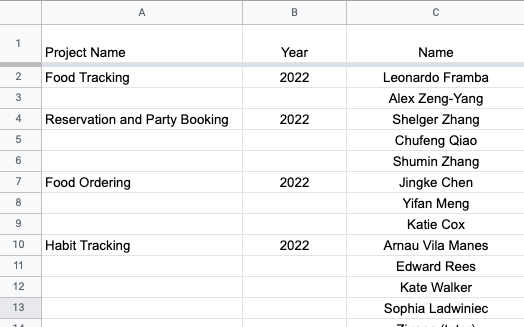 A B C
1 Project Name Year Name
2 Food Tracking 2022 Leonardo Framba
3 Alex Zeng-Yang
4 Reservation and Party Booking 2022 Shelger Zhang
5 Chufeng Qiao
6 Shumin Zhang
7 Food Ordering 2022 Jingke Chen
8 Yifan Meng
9 Katie Cox
10 Habit Tracking 2022 Arnau Vila Manes
11 Edward Rees
12 Kate Walker
13 Sophia Ladwiniec